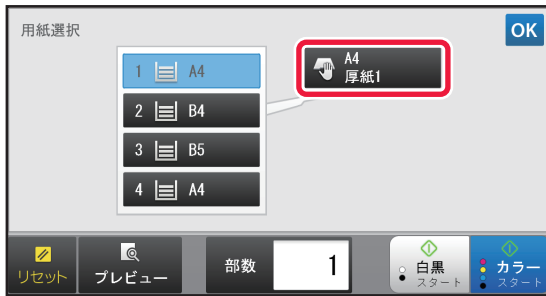 用紙選択
OK
1 A4
2 B4
3 B5
4 A4
A4
厚紙1
リセット
プレビュー
部数
1
白黒
スタート
カラー
スタート